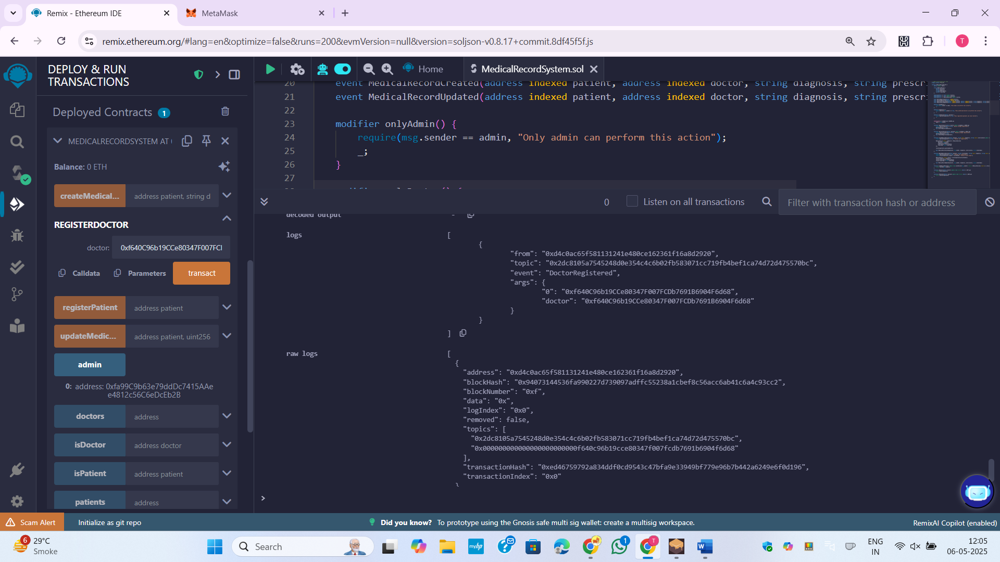 Remix - Ethereum IDE
MetaMask
remix.ethereum.org/#lang=en&optimize=false&runs=200&evmVersion=null&version=soljson-v0.8.17+commit.8df45f5f.js
T
DEPLOY & RUN
TRANSACTIONS
Home
MedicalRecordSystem.sol
Deployed Contracts 1
MEDICALRECORDSYSTEM AT (
Balance: 0 ETH
createMedical... address patient, string d
REGISTERDOCTOR
doctor: 0xf640C96b19CCe80347F007FCI
Calldata Parameters transact
registerPatient address patient
updateMedic... address patient, uint256
admin
0: address: 0xfa99C9b63e79ddDc7415AAe
e4812c56C6eDcEb2B
doctors address
isDoctor address doctor
isPatient address patient
patients address
20 event MedicalRecordCreated(address indexed patient, address indexed doctor, string diagnosis, string prescri
21 event MedicalRecordUpdated(address indexed patient, address indexed doctor, string diagnosis, string prescri
22
23 modifier onlyAdmin() {
24 require(msg.sender == admin, "Only admin can perform this action");
25 _;
26 }
27
0 Listen on all transactions Filter with transaction hash or address
decoded output -
logs [
{
"from": "0xd4c0ac65f581131241e480ce162361f16a8d2920",
"topic": "0x2dc8105a7545248d0e354c4c6b02fb583071cc719fb4bef1ca74d72d475570bc",
"event": "DoctorRegistered",
"args": {
"0": "0xf640C96b19CCe80347F007FCDb7691B6904F6d68",
"doctor": "0xf640C96b19CCe80347F007FCDb7691B6904F6d68"
}
}
]
raw logs [
{
"address": "0xd4c0ac65f581131241e480ce162361f16a8d2920",
"blockHash": "0x94073144536fa990227d739097adffc55238a1cbef8c56acc6ab41c6a4c93cc2",
"blockNumber": "0xf",
"data": "0x",
"logIndex": "0x0",
"removed": false,
"topics": [
"0x2dc8105a7545248d0e354c4c6b02fb583071cc719fb4bef1ca74d72d475570bc",
"0x000000000000000000000000f640c96b19cce80347f007fcdb7691b6904f6d68"
],
"transactionHash": "0xed46759792a834ddf0cd9543c47bfa9e33949bf779e96b7b442a6249e6f0d196",
"transactionIndex": "0x0"
>
Scam Alert
Initialize as git repo
Did you know? To prototype using the Gnosis safe multi sig wallet: create a multisig workspace.
RemixAI Copilot (enabled)
6
29°C
Smoke
Search
myhp
1
T
W
ENG
IN
12:05
06-05-2025